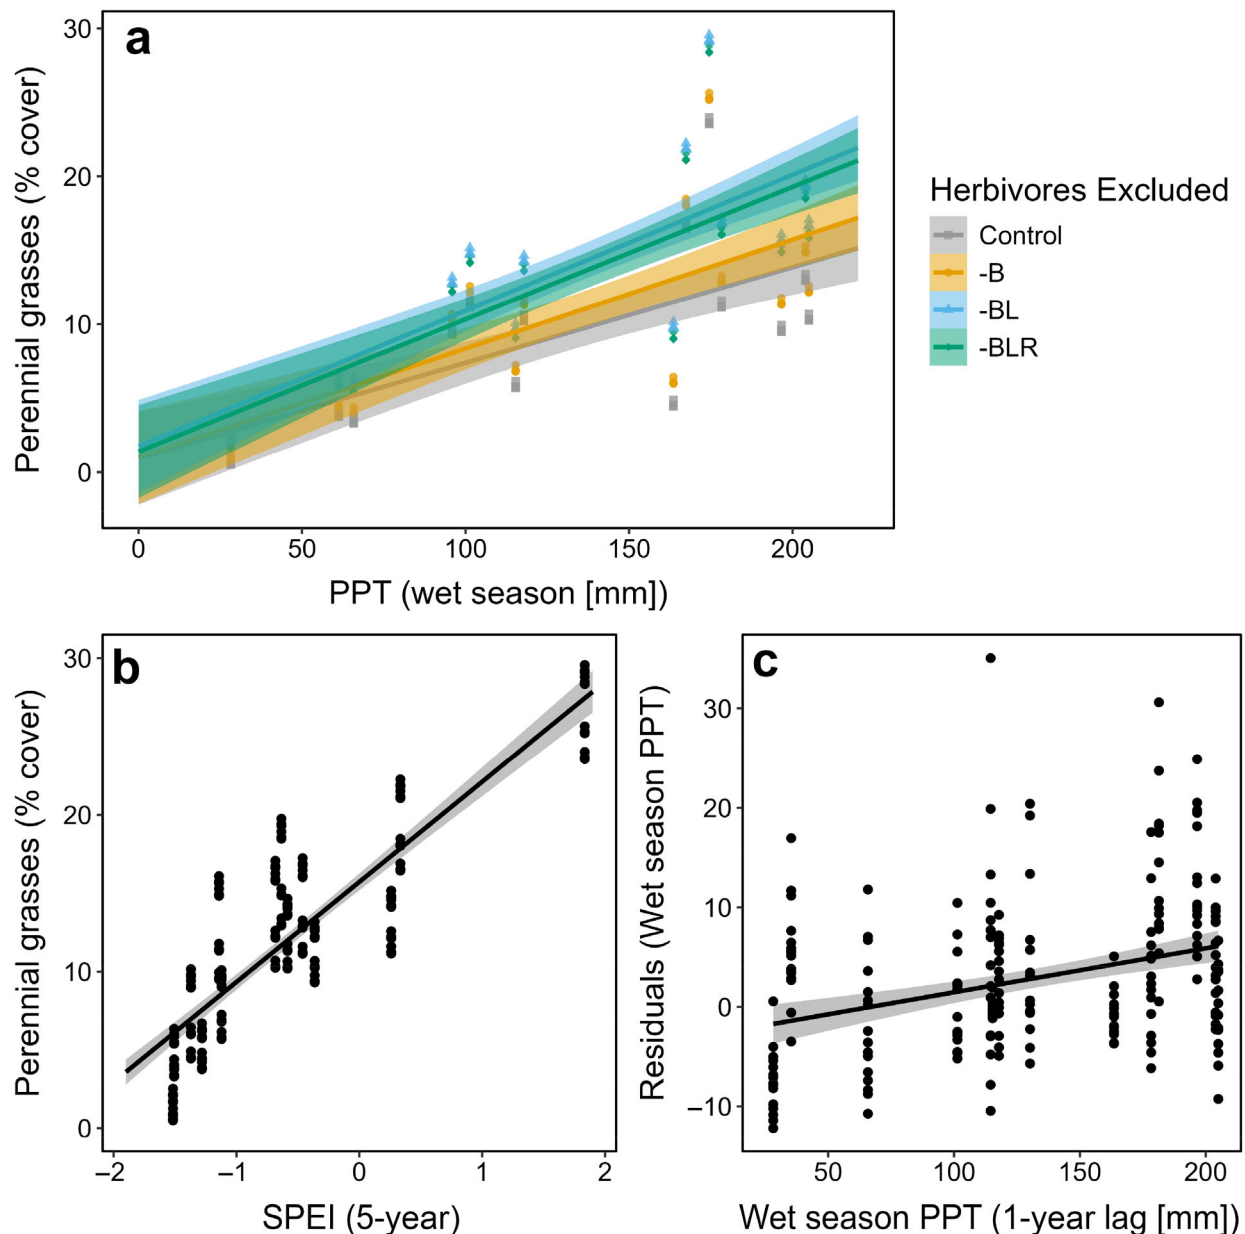 a
30
20
10
0
Perennial grasses (% cover)
0 50 100 150 200
PPT (wet season [mm])
Herbivores Excluded
Control
-B
-BL
-BLR
b
30
20
10
0
Perennial grasses (% cover)
−2 −1 0 1 2
SPEI (5-year)
c
30
20
10
0
−10
Residuals (Wet season PPT)
50 100 150 200
Wet season PPT (1-year lag [mm])